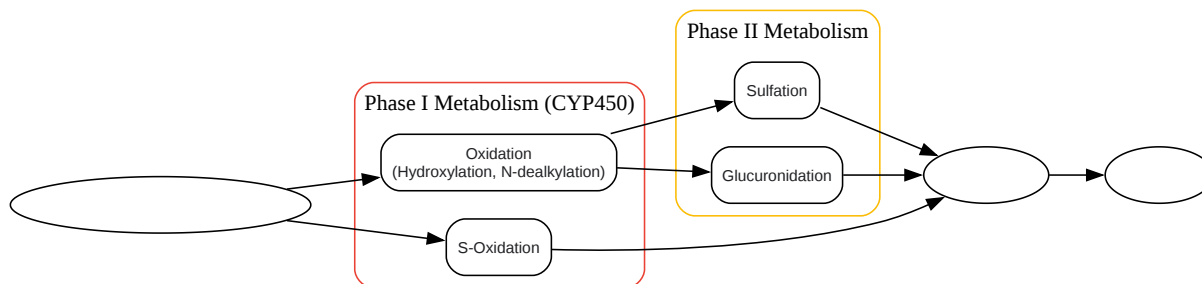 Phase II Metabolism
Sulfation
Phase I Metabolism (CYP450)
Oxidation
(Hydroxylation, N-dealkylation)
Glucuronidation
S-Oxidation